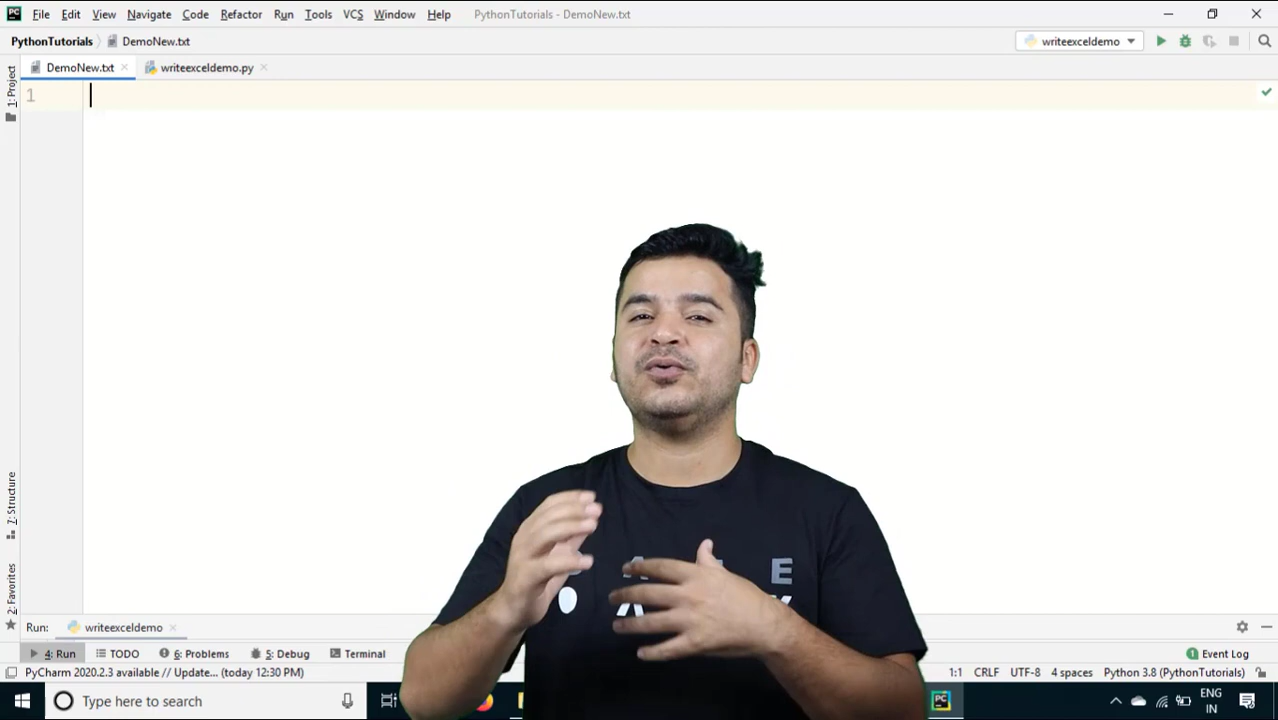 File Edit View Navigate Code Refactor Run Tools VCS Window Help PythonTutorials - DemoNew.txt
PythonTutorials DemoNew.txt writeexceldemo
DemoNew.txt writeexceldemo.py
1: Project
1
E
Z: Structure
2: Favorites
Run: writeexceldemo
4: Run TODO 6: Problems 5: Debug Terminal 1 Event Log
PyCharm 2020.2.3 available // Update... (today 12:30 PM) 1:1 CRLF UTF-8 4 spaces Python 3.8 (PythonTutorials)
Type here to search PC ENG
IN